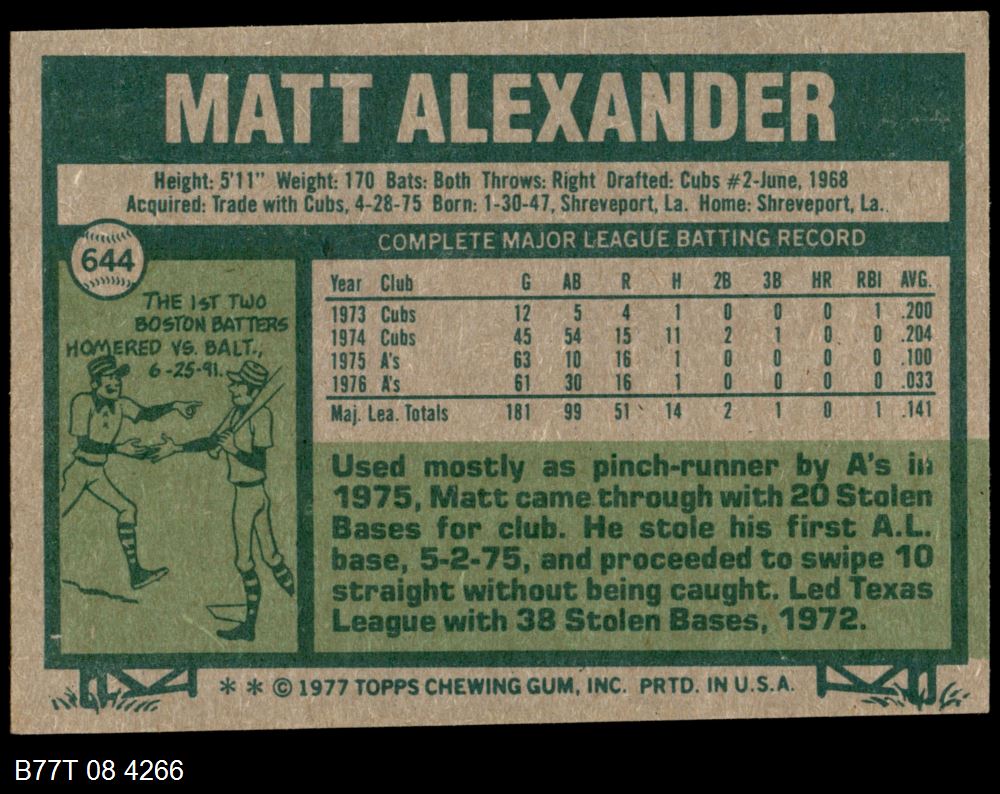 MATT ALEXANDER
Height: 5'11" Weight: 170 Bats: Both Throws: Right Drafted: Cubs #2-June, 1968
Acquired: Trade with Cubs, 4-28-75 Born: 1-30-47, Shreveport, La. Home: Shreveport, La.
644
THE 1ST TWO
BOSTON BATTERS
HOMERED VS. BALT.,
6-25-91.
COMPLETE MAJOR LEAGUE BATTING RECORD
Year Club G AB R H 2B 3B HR RBI AVG.
1973 Cubs 12 5 4 1 0 0 0 1 .200
1974 Cubs 45 54 15 11 2 1 0 0 .204
1975 A's 63 10 16 1 0 0 0 0 .100
1976 A's 61 30 16 1 0 0 0 0 .033
Maj. Lea. Totals 181 99 51 14 2 1 0 1 .141
Used mostly as pinch-runner by A's in
1975, Matt came through with 20 Stolen
Bases for club. He stole his first A.L.
base, 5-2-75, and proceeded to swipe 10
straight without being caught. Led Texas
League with 38 Stolen Bases, 1972.
* * © 1977 TOPPS CHEWING GUM, INC. PRTD. IN U.S.A.
B77T 08 4266